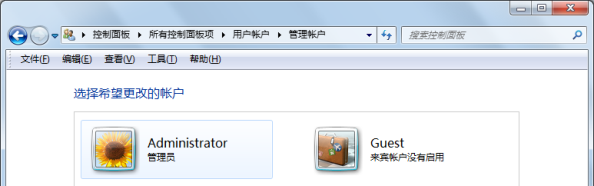 控制面板 所有控制面板项 用户帐户 管理帐户 搜索控制面板
文件(F) 编辑(E) 查看(V) 工具(T) 帮助(H)
选择希望更改的帐户
Administrator
管理员
Guest
来宾帐户没有启用